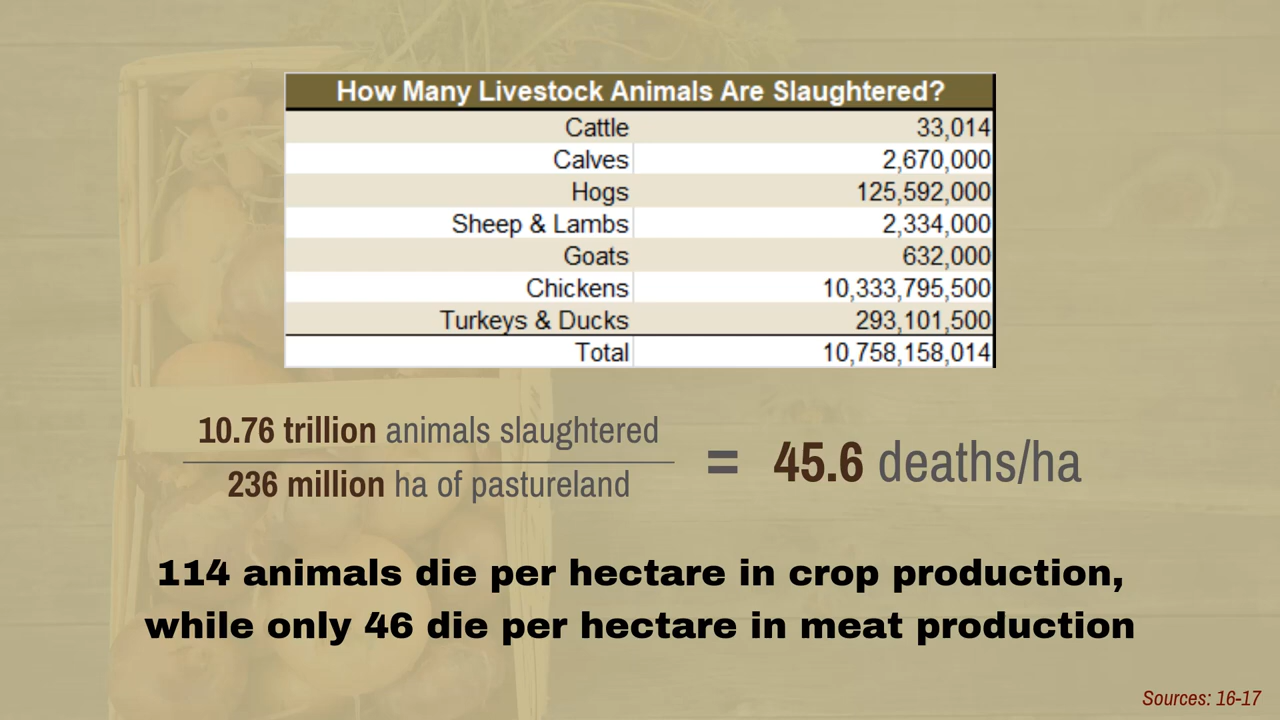 How Many Livestock Animals Are Slaughtered?
Cattle 33,014
Calves 2,670,000
Hogs 125,592,000
Sheep & Lambs 2,334,000
Goats 632,000
Chickens 10,333,795,500
Turkeys & Ducks 293,101,500
Total 10,758,158,014
10.76 trillion animals slaughtered
236 million ha of pastureland
= 45.6 deaths/ha
114 animals die per hectare in crop production,
while only 46 die per hectare in meat production
Sources: 16-17